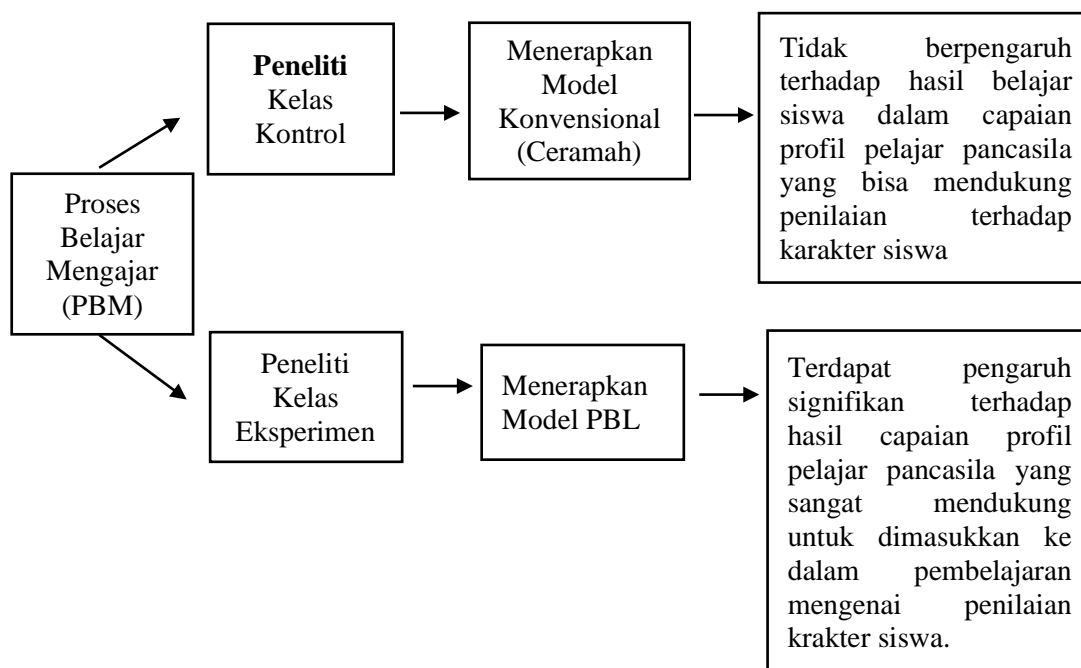 Proses
Belajar
Mengajar
(PBM)
Peneliti
Kelas
Kontrol
Menerapkan
Model
Konvensional
(Ceramah)
Tidak berpengaruh
terhadap hasil belajar
siswa dalam capaian
profil pelajar pancasila
yang bisa mendukung
penilaian terhadap
karakter siswa
Peneliti
Kelas
Eksperimen
Menerapkan
Model PBL
Terdapat pengaruh
signifikan terhadap
hasil capaian profil
pelajar pancasila yang
sangat mendukung
untuk dimasukkan ke
dalam pembelajaran
mengenai penilaian
krakter siswa.